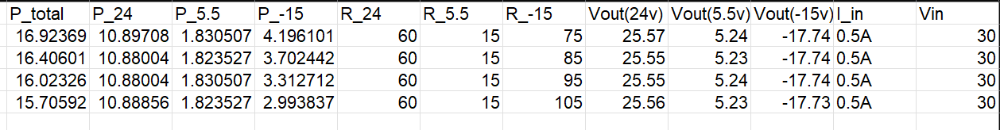 P_total P_24 P_5.5 P_-15 R_24 R_5.5 R_-15 Vout(24v) Vout(5.5v) Vout(-15v) I_in Vin
16.92369 10.89708 1.830507 4.196101 60 15 75 25.57 5.24 -17.74 0.5A 30
16.40601 10.88004 1.823527 3.702442 60 15 85 25.55 5.23 -17.74 0.5A 30
16.02326 10.88004 1.830507 3.312712 60 15 95 25.55 5.24 -17.74 0.5A 30
15.70592 10.88856 1.823527 2.993837 60 15 105 25.56 5.23 -17.73 0.5A 30